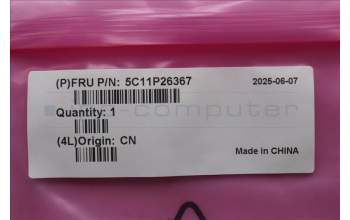 (P)FRU P/N: 5C11P26367
2025-06-07
Quantity: 1
(4L)Origin: CN
Made in CHINA